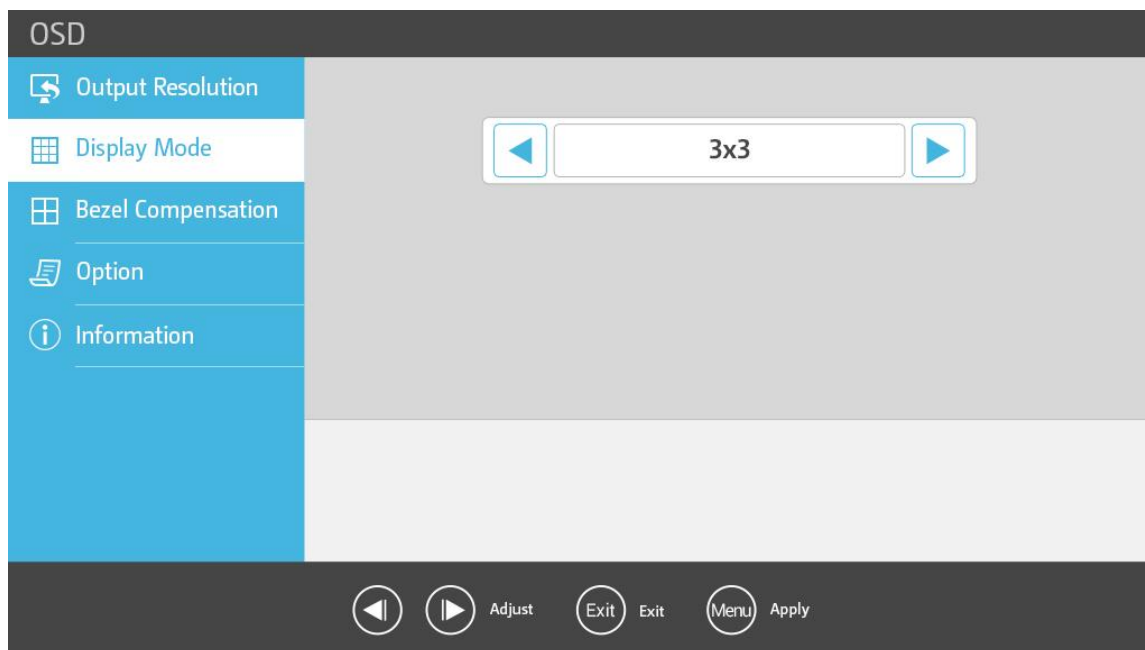 OSD
Output Resolution
Display Mode
Bezel Compensation
Option
Information
3x3
Adjust Exit Exit Menu Apply